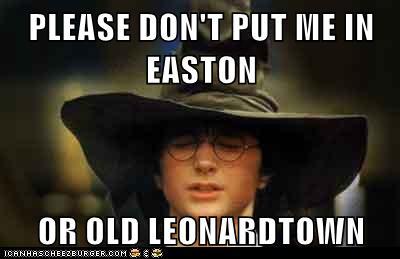 PLEASE DON'T PUT ME IN
EASTON
OR OLD LEONARDTOWN
ICANHASCHEEZBURGER.COM